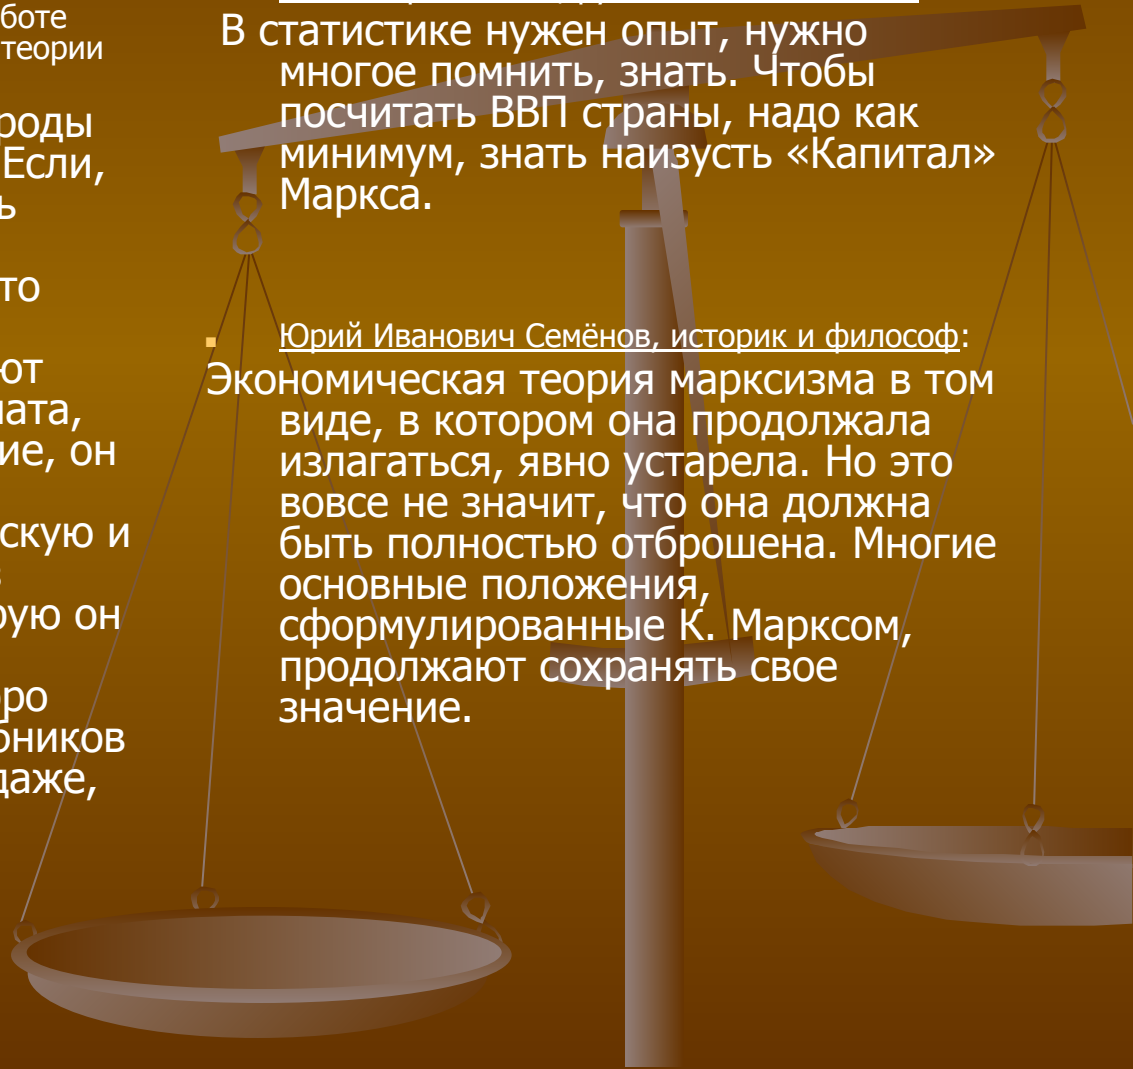 боте
теории
роды
Если,
ь
то
ют
лата,
ие, он
скую и
рую он
ро
ников
даже,
В статистике нужен опыт, нужно
многое помнить, знать. Чтобы
посчитать ВВП страны, надо как
минимум, знать наизусть «Капитал»
Маркса.
Юрий Иванович Семёнов, историк и философ:
Экономическая теория марксизма в том
виде, в котором она продолжала
излагаться, явно устарела. Но это
вовсе не значит, что она должна
быть полностью отброшена. Многие
основные положения,
сформулированные К. Марксом,
продолжают сохранять свое
значение.